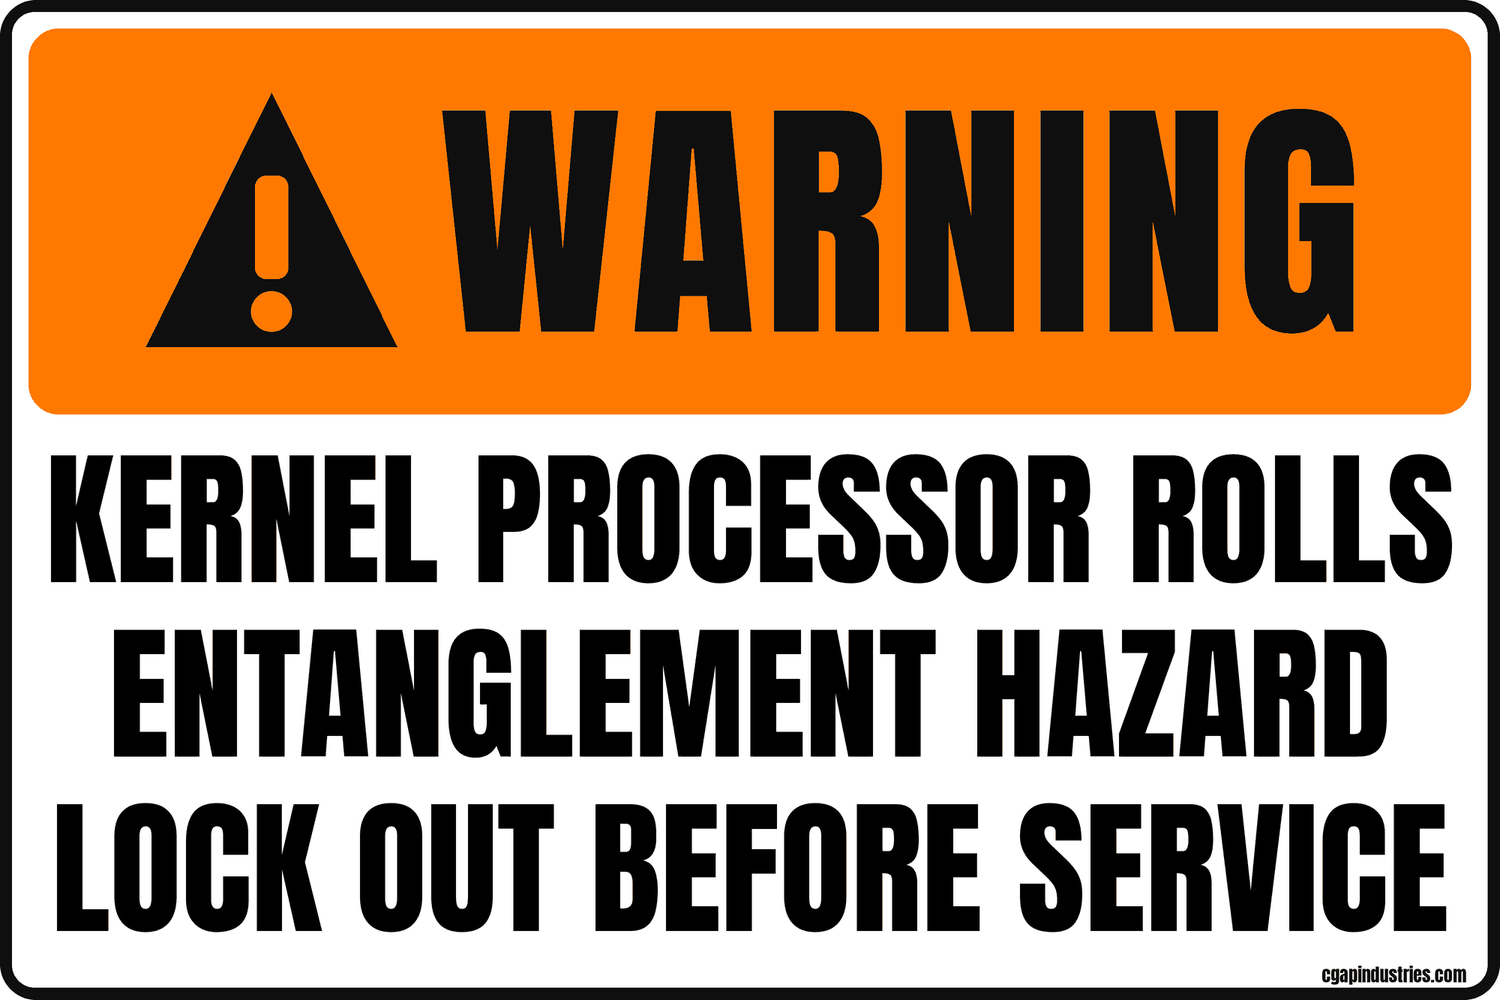 WARNING
KERNEL PROCESSOR ROLLS
ENTANGLEMENT HAZARD
LOCK OUT BEFORE SERVICE
cgapindustries.com